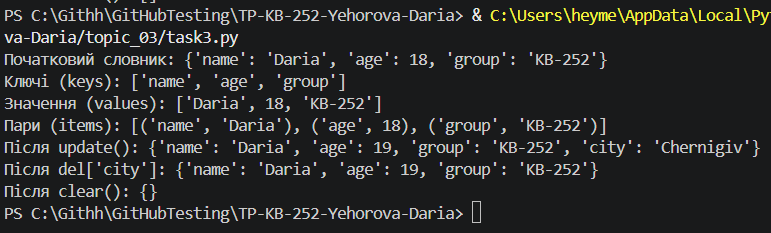 PS C:\Githh\GitHubTesting\TP-KB-252-Yehorova-Daria> & C:\Users\heyme\AppData\Local\Py
va-Daria/topic_03/task3.py
Початковий словник: {'name': 'Daria', 'age': 18, 'group': 'KB-252'}
Ключі (keys): ['name', 'age', 'group']
Значення (values): ['Daria', 18, 'KB-252']
Пари (items): [('name', 'Daria'), ('age', 18), ('group', 'KB-252')]
Після update(): {'name': 'Daria', 'age': 19, 'group': 'KB-252', 'city': 'Chernigiv'}
Після del['city']: {'name': 'Daria', 'age': 19, 'group': 'KB-252'}
Після clear(): {}
PS C:\Githh\GitHubTesting\TP-KB-252-Yehorova-Daria>